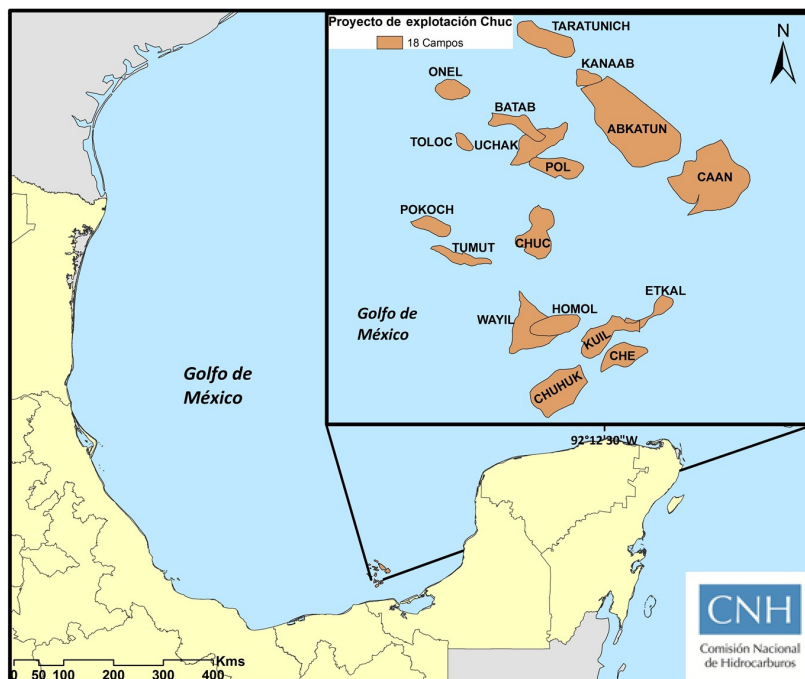 Proyecto de explotación Chuc
18 Campos
N
TARATUNICH
KANAAB
ONEL
BATAB
ABKATUN
TOLOC
UCHAK
POL
CAAN
POKOCH
CHUC
TUMUT
ETKAL
WAYIL
HOMOL
Golfo de
México
KUIL
CHE
CHUHUK
Golfo de
México
92°12'30"W
CNH
Comisión Nacional
de Hidrocarburos
Kms
0 50 100 200 300 400